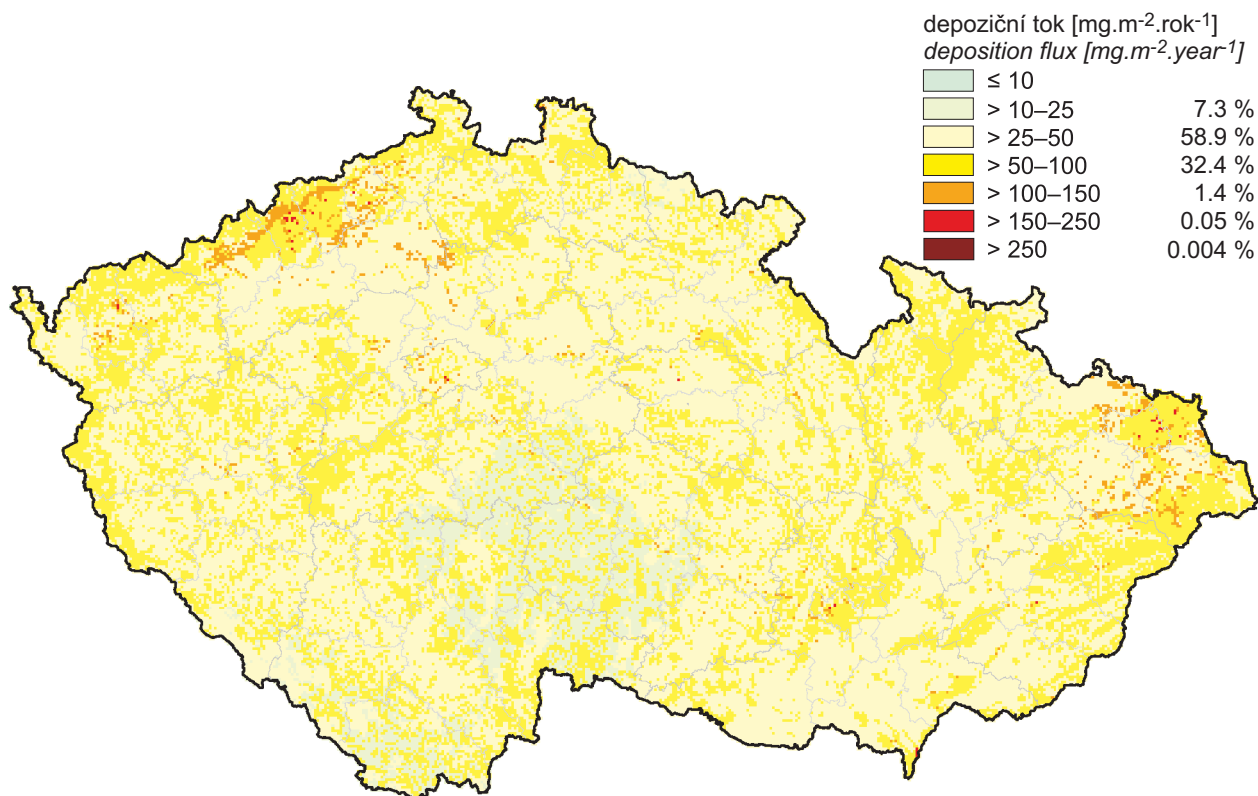 depoziční tok [mg.m-2.rok-1]
deposition flux [mg.m-2.year-1]
≤ 10
> 10–25 7.3 %
> 25–50 58.9 %
> 50–100 32.4 %
> 100–150 1.4 %
> 150–250 0.05 %
> 250 0.004 %